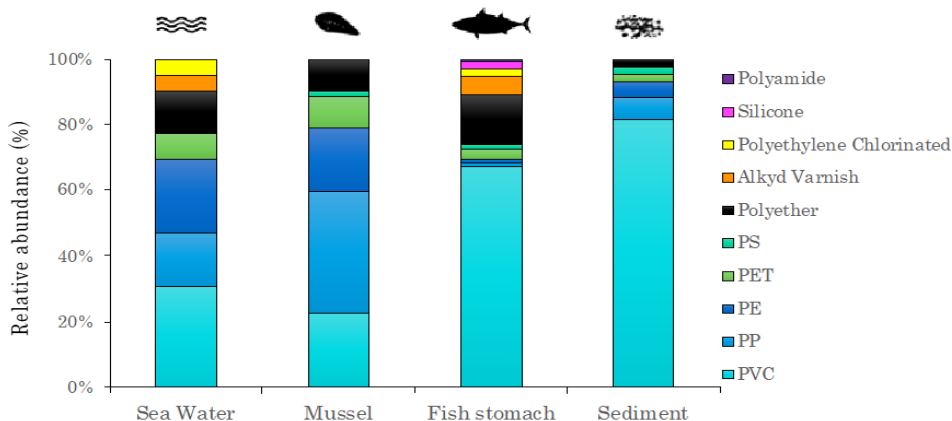 Relative abundance (%)
100%
80%
60%
40%
20%
0%
Sea Water
Mussel
Fish stomach
Sediment
Polyamide
Silicone
Polyethylene Chlorinated
Alkyd Varnish
Polyether
PS
PET
PE
PP
PVC